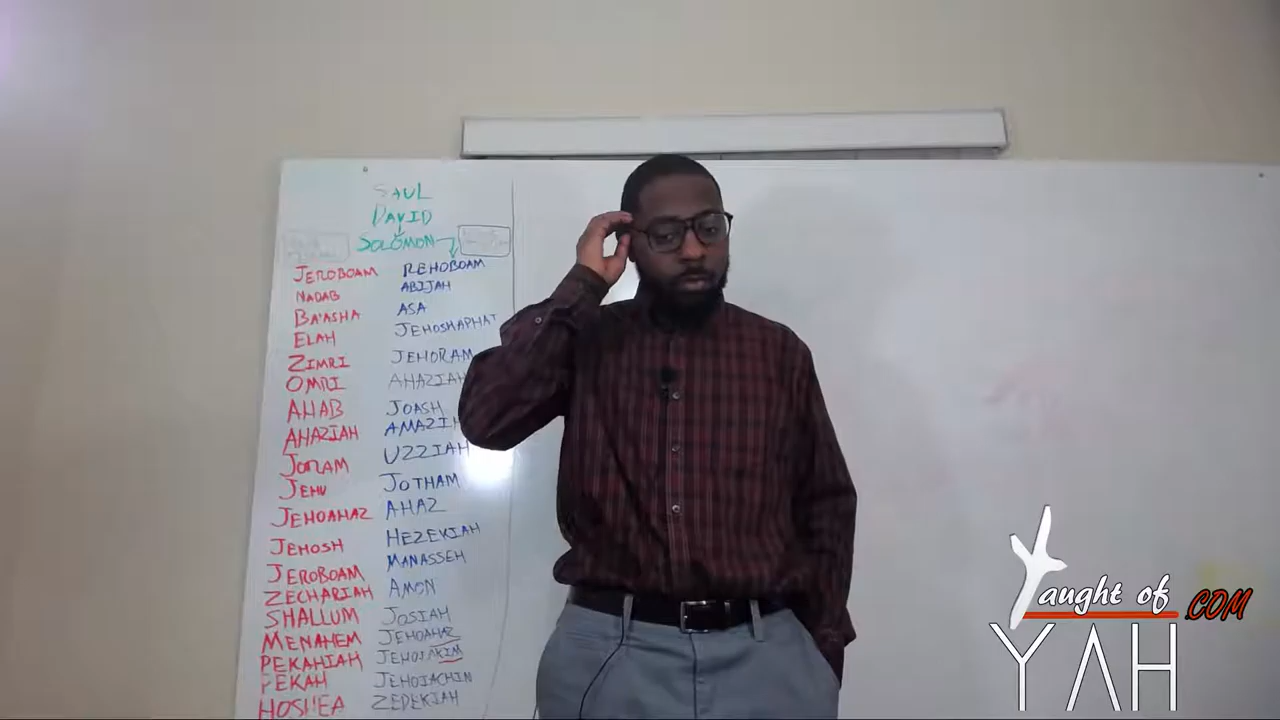 SAUL
DAVID
SOLOMON
JEROBOAM
NADAB
BA'ASHA
ELAH
ZIMRI
OMRI
AHAB
AHAZIAH
JORAM
JEHU
JEHOAHAZ
JEHOSH
JEROBOAM
ZECHARIAH
SHALLUM
MENAHEM
PEKAHIAH
PEKAH
HOSHEA
REHOBOAM
ABIJAH
ASA
JEHOSHAPHAT
JEHORAM
AHAZIAH
JOASH
AMAZIH
UZZIAH
JOTHAM
AHAZ
HEZEKIAH
MANASSEH
AMON
JOSIAH
JEHOAHAZ
JEHOIAKIM
JEHOIACHIN
ZEDEKIAH
Yaught of .COM
YAH